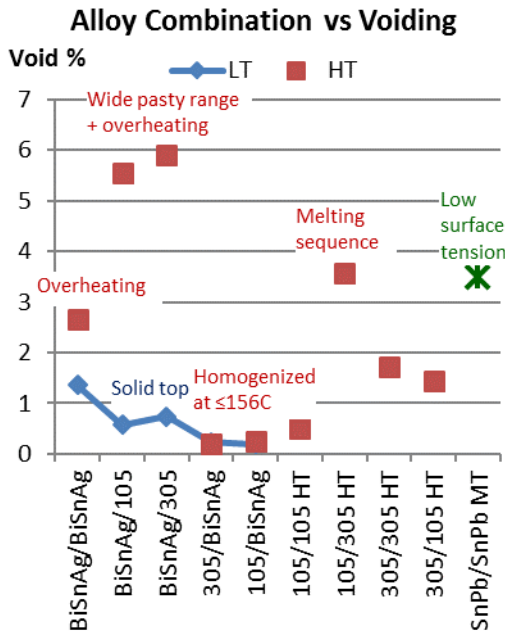 Alloy Combination vs Voiding
Void %
LT
HT
7
6
5
4
3
2
1
0
Wide pasty range
+ overheating
Low
surface
tension
Melting
sequence
Overheating
Solid top
Homogenized
at ≤156C
BiSnAg/BiSnAg
BiSnAg/105
BiSnAg/305
305/BiSnAg
105/BiSnAg
105/105 HT
105/305 HT
305/305 HT
305/105 HT
SnPb/SnPb MT